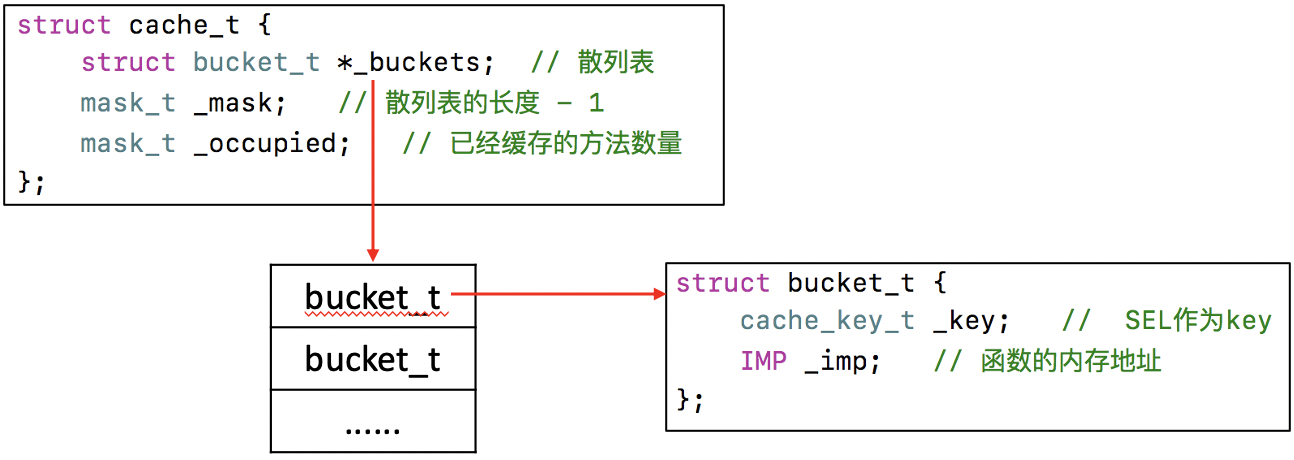 struct cache_t {
    struct bucket_t *_buckets;  // 散列表
    mask_t _mask;   // 散列表的长度 - 1
    mask_t _occupied;   // 已经缓存的方法数量
};
bucket_t
bucket_t
......
struct bucket_t {
    cache_key_t _key;   //  SEL作为key
    IMP _imp;   // 函数的内存地址
};